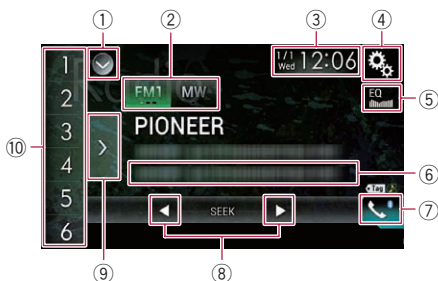 ① ② ③ ④
1/1 Wed 12:06
1
2
3
4
5
6
FM1 MW
EQ
⑤
PIONEER
⑩
⑥
SEEK
⑦
⑨ ⑧